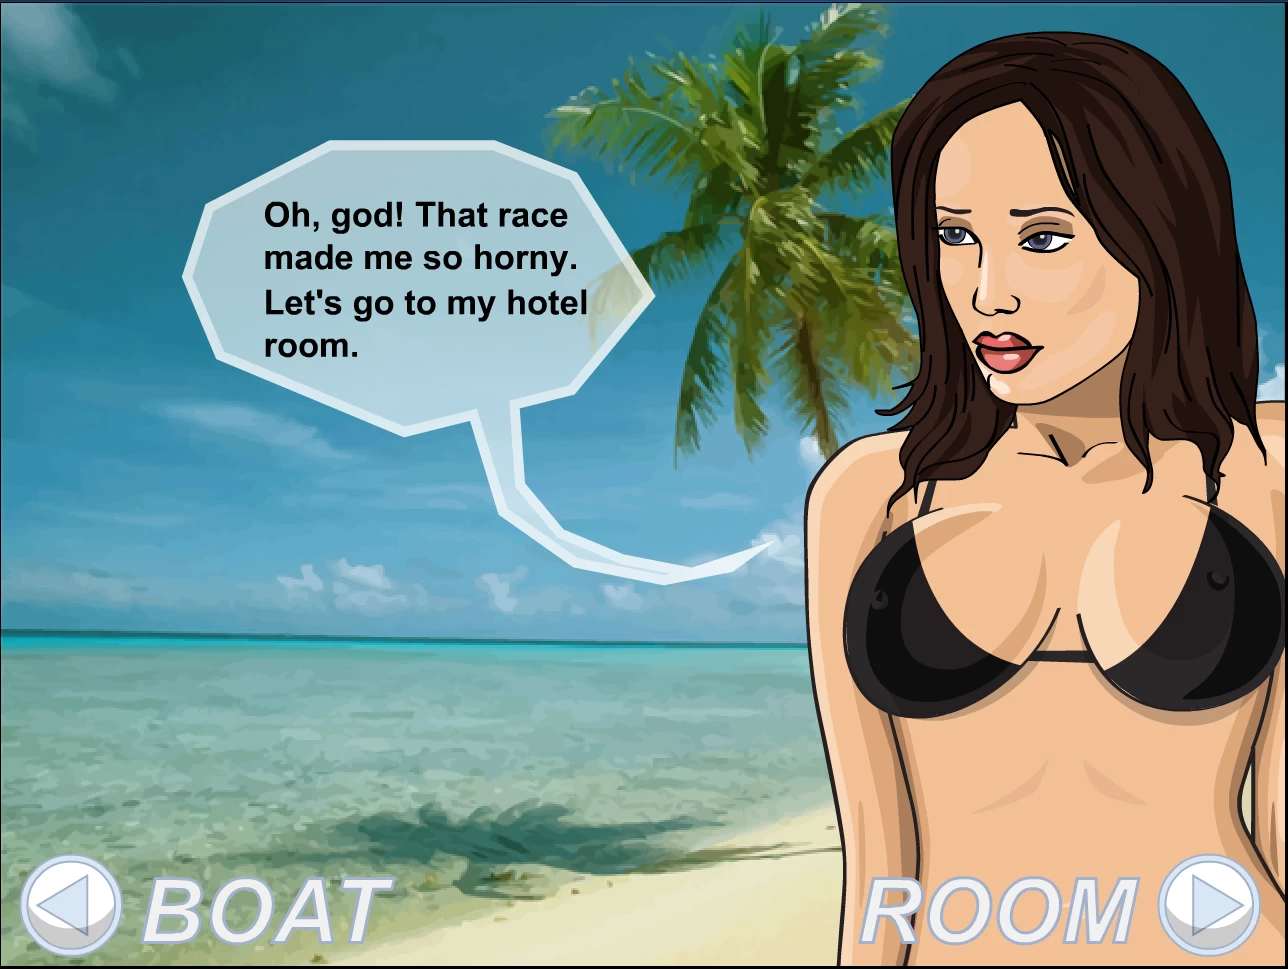 Oh, god! That race
made me so horny.
Let's go to my hotel
room.
BOAT
ROOM